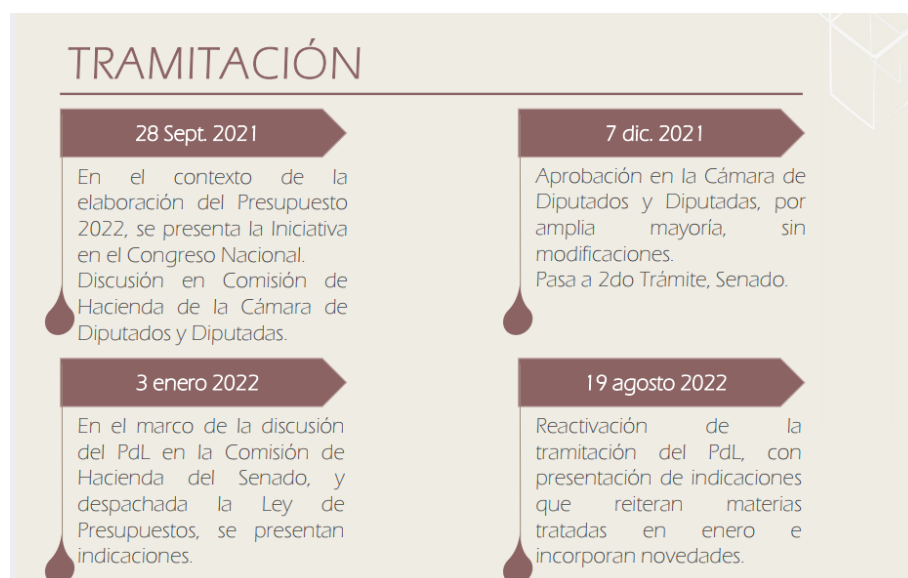 TRAMITACIÓN
28 Sept. 2021
En el contexto de la
elaboración del Presupuesto
2022, se presenta la Iniciativa
en el Congreso Nacional.
Discusión en Comisión de
Hacienda de la Cámara de
Diputados y Diputadas.
7 dic. 2021
Aprobación en la Cámara de
Diputados y Diputadas, por
amplia mayoría, sin
modificaciones.
Pasa a 2do Trámite, Senado.
3 enero 2022
En el marco de la discusión
del PdL en la Comisión de
Hacienda del Senado, y
despachada la Ley de
Presupuestos, se presentan
indicaciones.
19 agosto 2022
Reactivación de la
tramitación del PdL, con
presentación de indicaciones
que reiteran materias
tratadas en enero e
incorporan novedades.